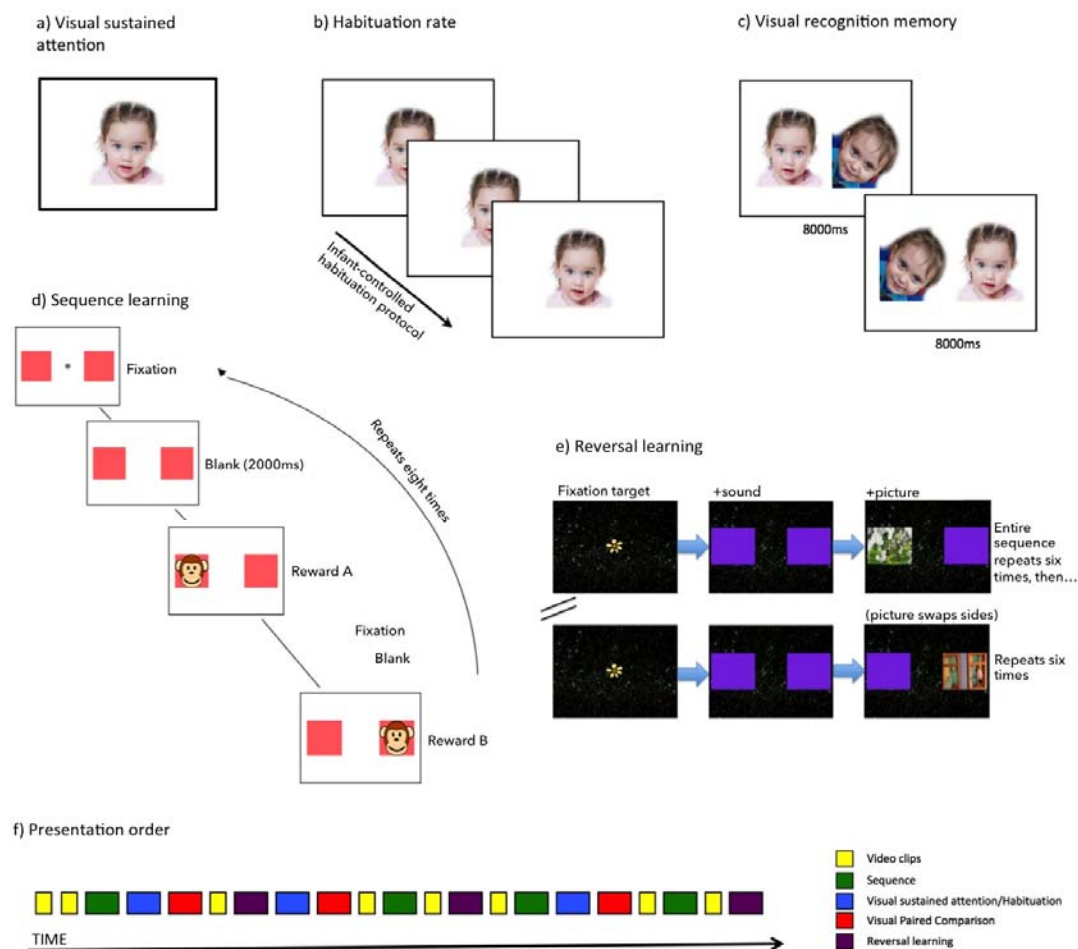 a) Visual sustained
attention
b) Habituation rate
c) Visual recognition memory
Infant-controlled
habituation protocol
8000ms
8000ms
d) Sequence learning
Fixation
Blank (2000ms)
Reward A
Fixation
Blank
Reward B
Repeats eight times
e) Reversal learning
Fixation target
+sound
+picture
Entire
sequence
repeats six
times, then...
(picture swaps sides)
Repeats six
times
f) Presentation order
TIME
Video clips
Sequence
Visual sustained attention/Habituation
Visual Paired Comparison
Reversal learning